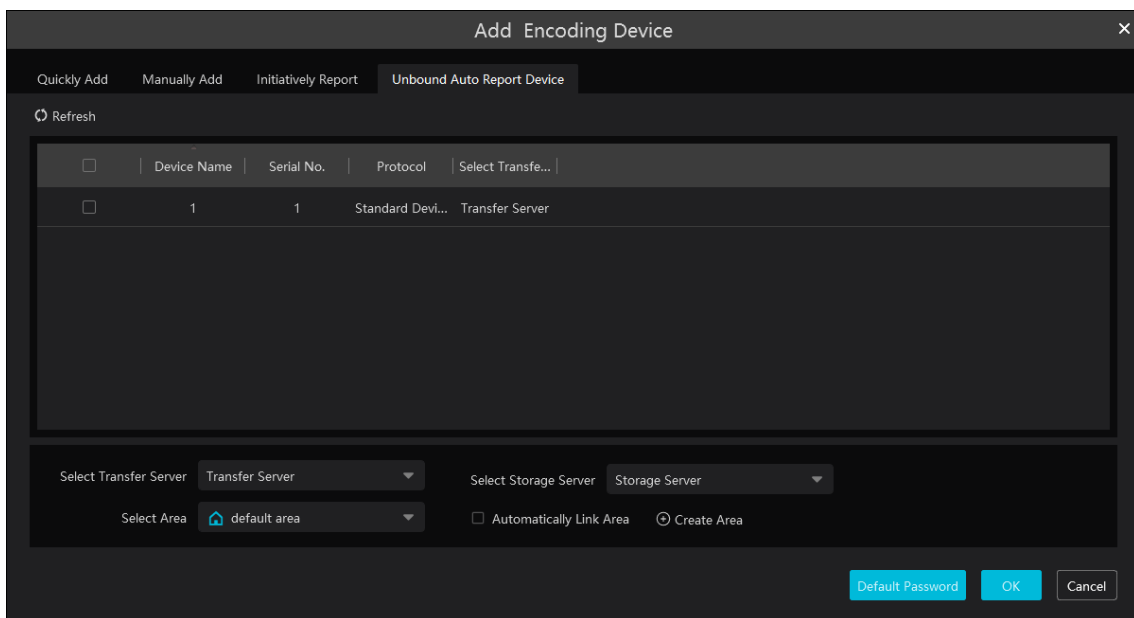 Add Encoding Device
Quickly Add Manually Add Initiatively Report Unbound Auto Report Device
Refresh
Device Name Serial No. Protocol Select Transfe...
1 1 Standard Devi... Transfer Server
Select Transfer Server Transfer Server Select Storage Server Storage Server
Select Area default area Automatically Link Area Create Area
Default Password OK Cancel